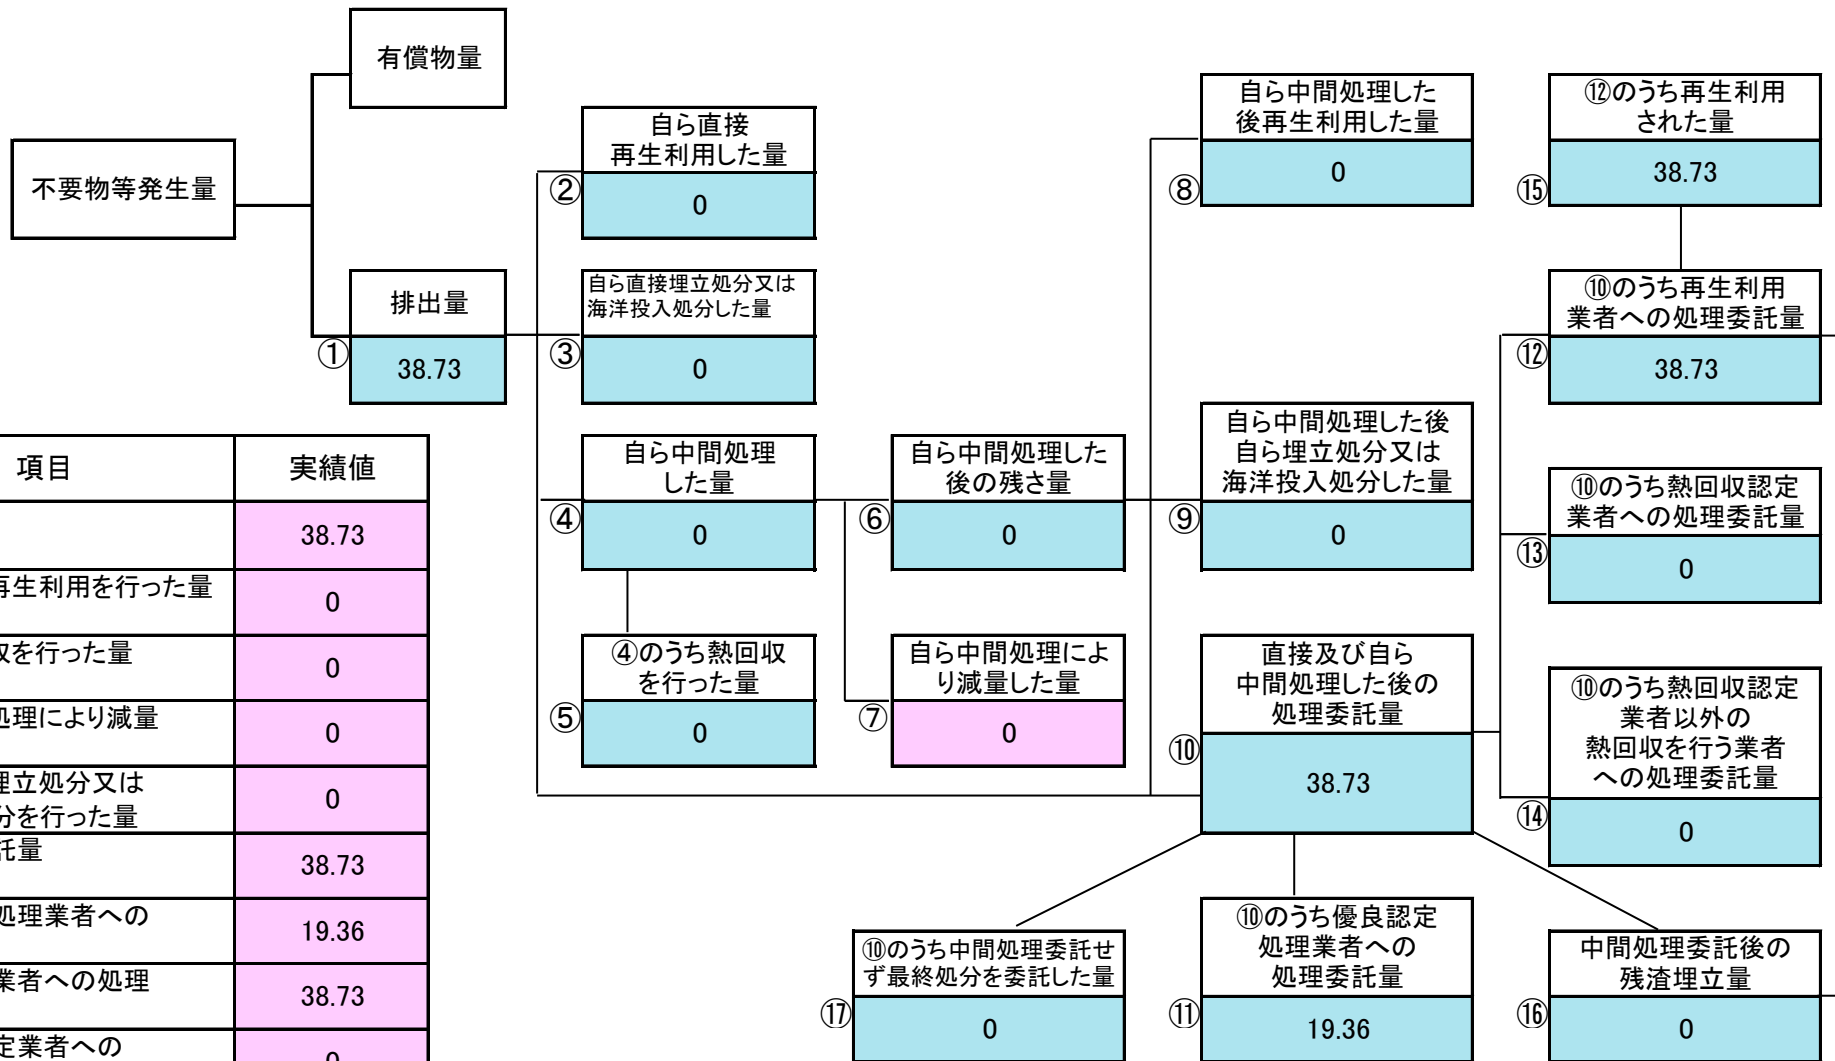 有償物量
不要物等発生量
排出量
①
38.73
自ら直接
再生利用した量
②
0
自ら直接埋立処分又は
海洋投入処分した量
③
0
自ら中間処理
した量
④
0
④のうち熱回収
を行った量
⑤
0
自ら中間処理した
後の残さ量
⑥
0
自ら中間処理によ
り減量した量
⑦
0
自ら中間処理した
後再生利用した量
⑧
0
自ら中間処理した後
自ら埋立処分又は
海洋投入処分した量
⑨
0
直接及び自ら
中間処理した後の
処理委託量
⑩
38.73
⑩のうち優良認定
処理業者への
処理委託量
⑪
19.36
⑫のうち再生利用
された量
⑮
38.73
⑩のうち再生利用
業者への処理委託量
⑫
38.73
⑩のうち熱回収認定
業者への処理委託量
⑬
0
⑩のうち熱回収認定
業者以外の
熱回収を行う業者
への処理委託量
⑭
0
中間処理委託後の
残渣埋立量
⑯
0
⑩のうち中間処理委託せ
ず最終処分を委託した量
⑰
0
項目 実績値
38.73
再生利用を行った量 0
収を行った量 0
処理により減量 0
埋立処分又は
分を行った量 0
託量 38.73
処理業者への 19.36
業者への処理 38.73
定業者への 0